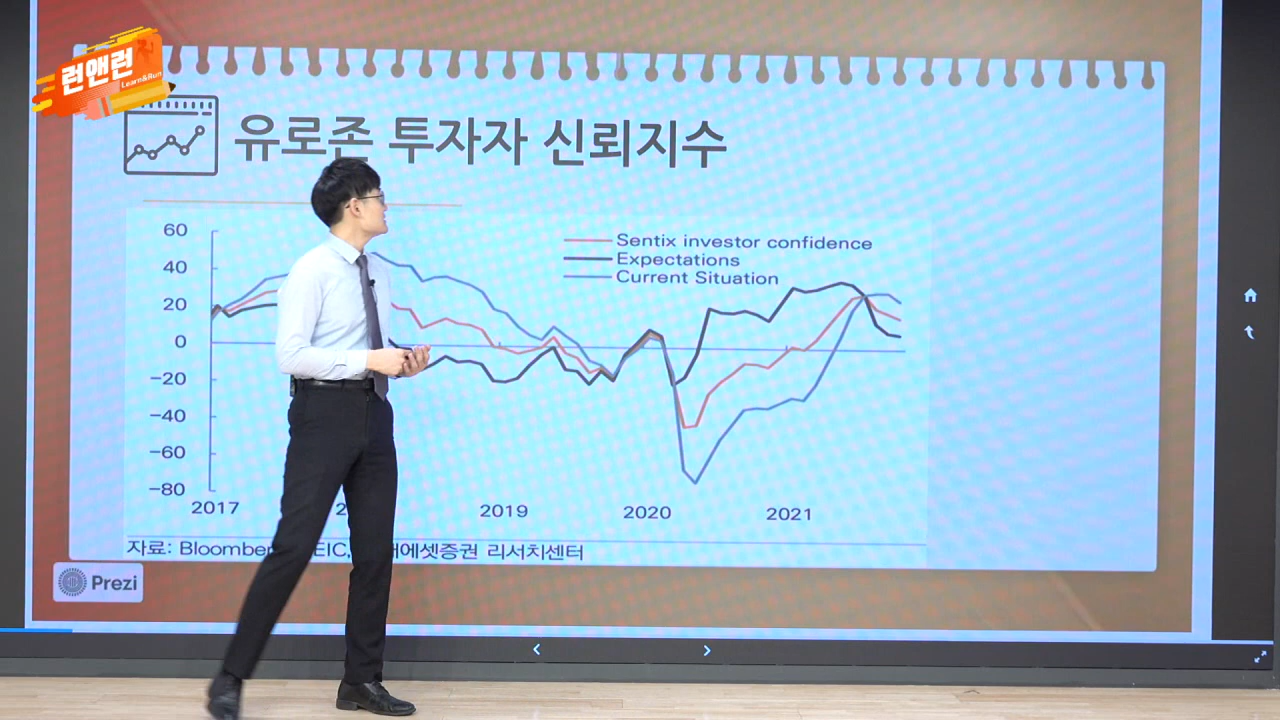 런앤런
Learn&Run
유로존 투자자 신뢰지수
60
40
20
0
−20
−40
−60
−80
Sentix investor confidence
Expectations
Current Situation
2017
2019
2020
2021
자료: Bloomber EIC, 에셋증권 리서치센터
Prezi